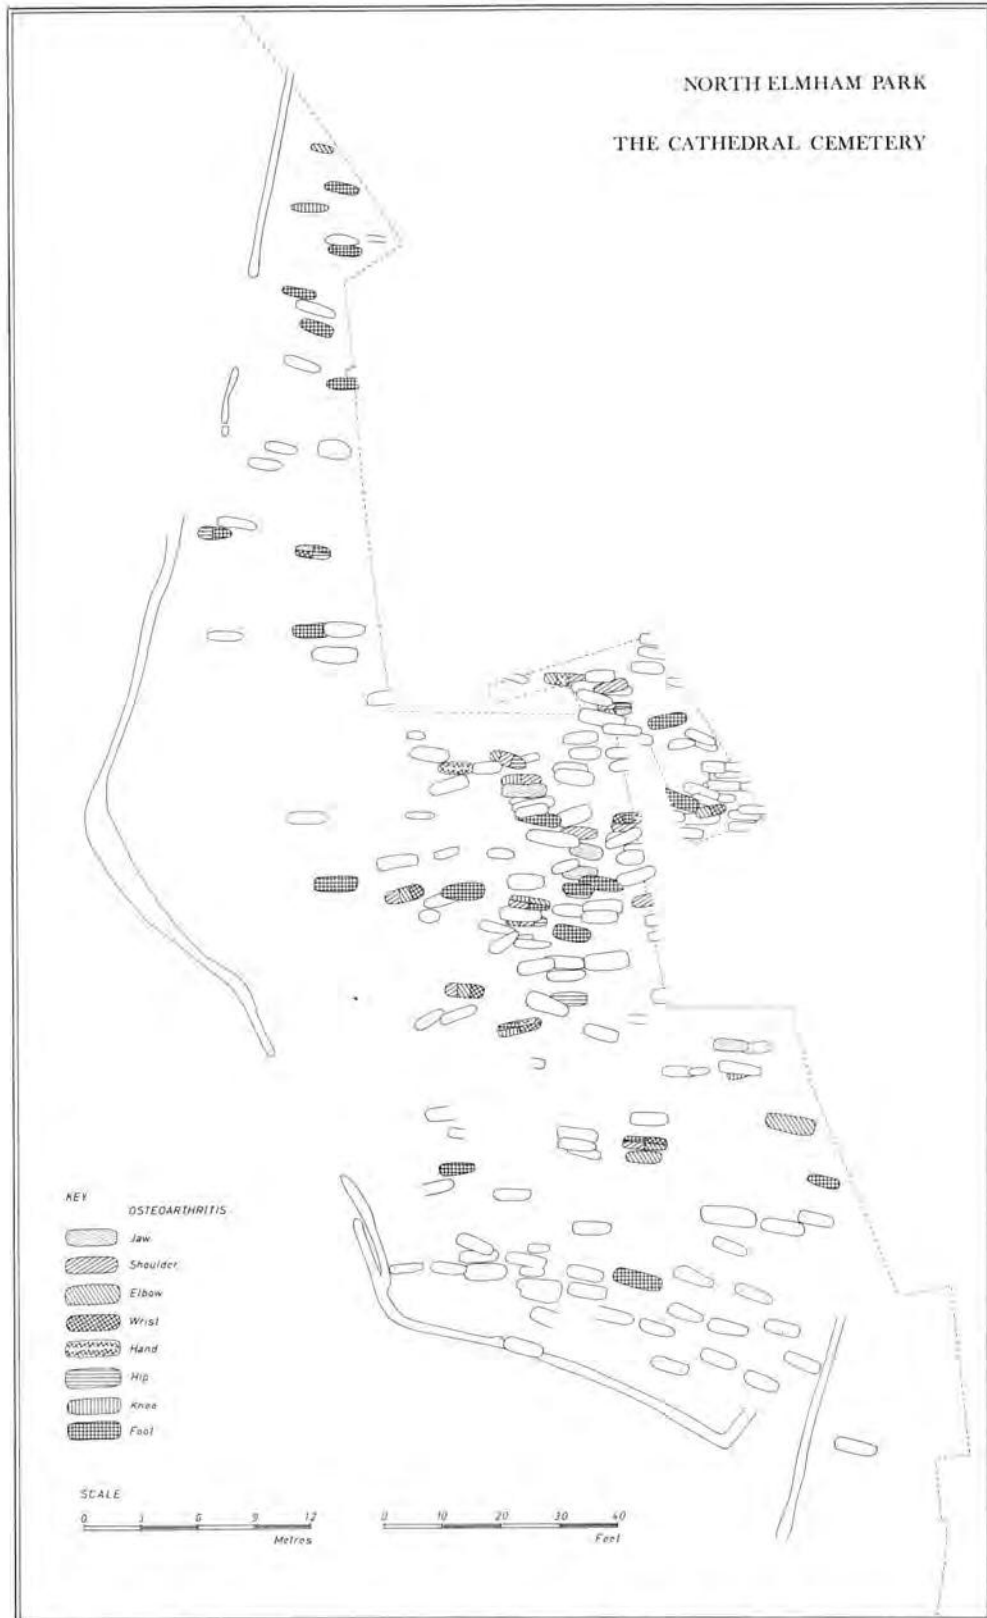 NORTH ELMHAM PARK
THE CATHEDRAL CEMETERY
KEY
OSTEOARTHRITIS
Jaw
Shoulder
Elbow
Wrist
Hand
Hip
Knee
Foot
SCALE
0 3 6 9 12
Metres
0 10 20 30 40
Feet